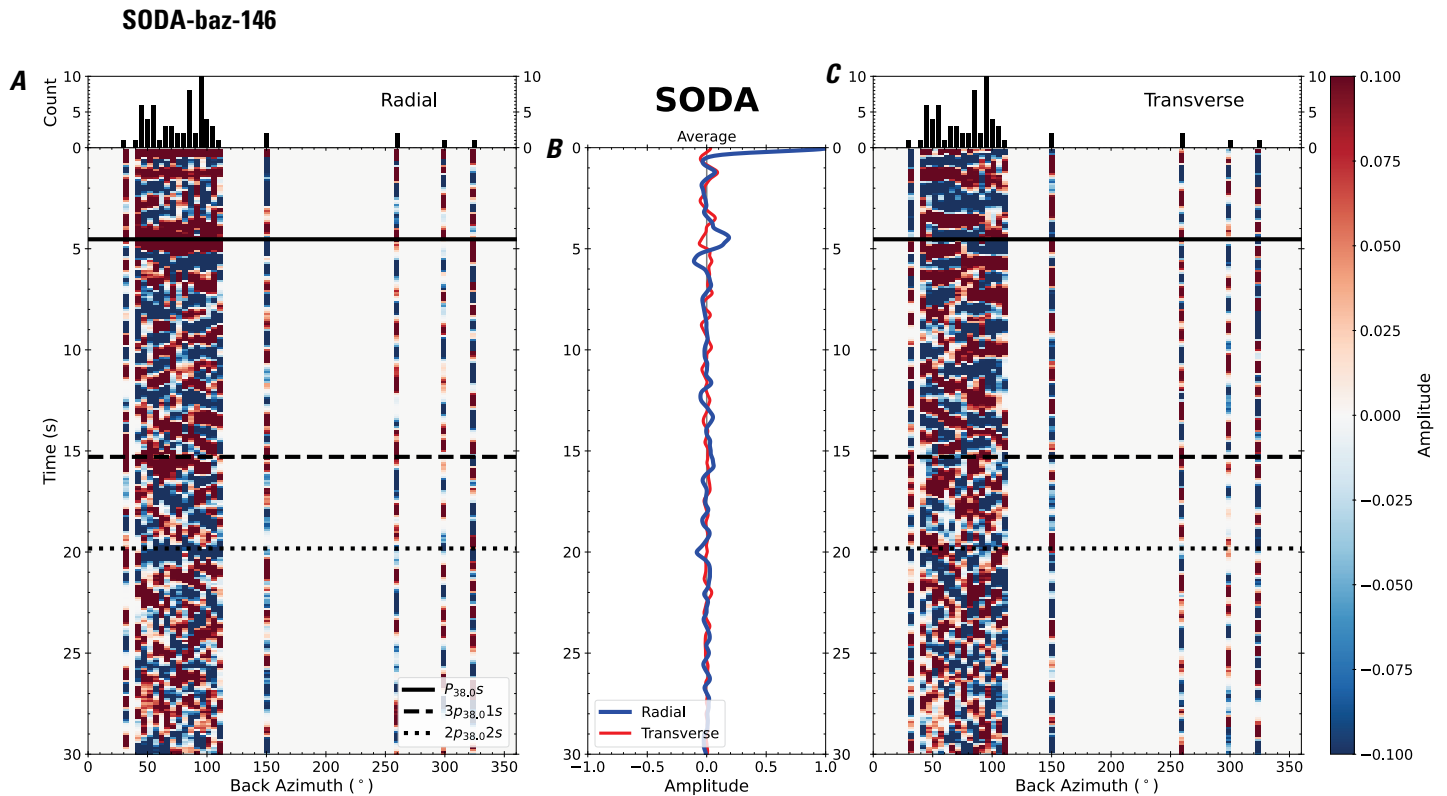 SODA-baz-146
A
10
5
0
Count
Radial
10
5
0
SODA
Average
B
C
10
5
0
Transverse
10
5
0
0
5
10
15
20
25
30
Time (s)
P38.0s
3p38.01s
2p38.02s
0 50 100 150 200 250 300 350
Back Azimuth (°)
0
5
10
15
20
25
30
Radial
Transverse
−1.0 −0.5 0.0 0.5 1.0
Amplitude
0 50 100 150 200 250 300 350
Back Azimuth (°)
0.100
0.075
0.050
0.025
0.000
−0.025
−0.050
−0.075
−0.100
Amplitude